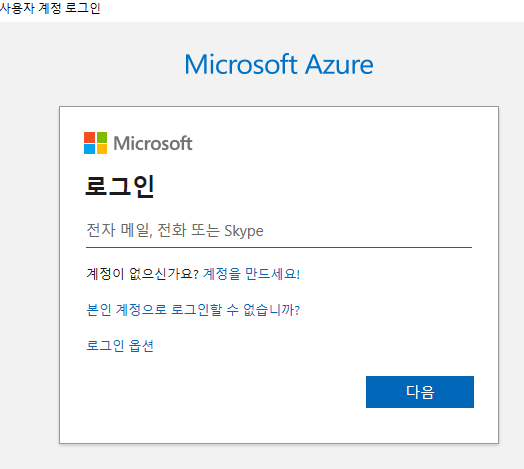 사용자 계정 로그인
Microsoft Azure
Microsoft
로그인
전자 메일, 전화 또는 Skype
계정이 없으신가요? 계정을 만드세요!
본인 계정으로 로그인할 수 없습니까?
로그인 옵션
다음